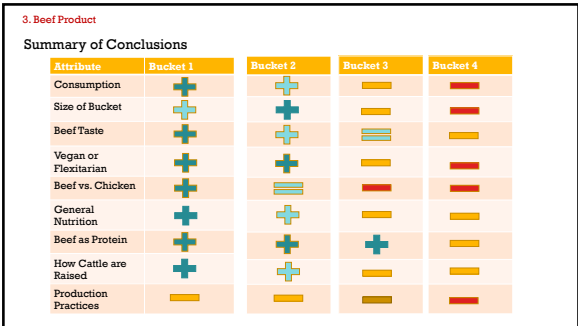 3. Beef Product
Summary of Conclusions
Attribute Bucket 1 Bucket 2 Bucket 3 Bucket 4
Consumption
Size of Bucket
Beef Taste
Vegan or
Flexitarian
Beef vs. Chicken
General
Nutrition
Beef as Protein
How Cattle are
Raised
Production
Practices